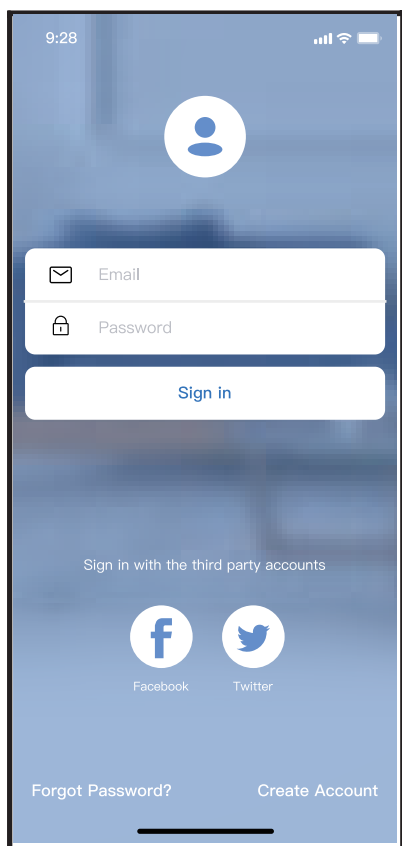 9:28
Email
Password
Sign in
Sign in with the third party accounts
Facebook Twitter
Forgot Password? Create Account